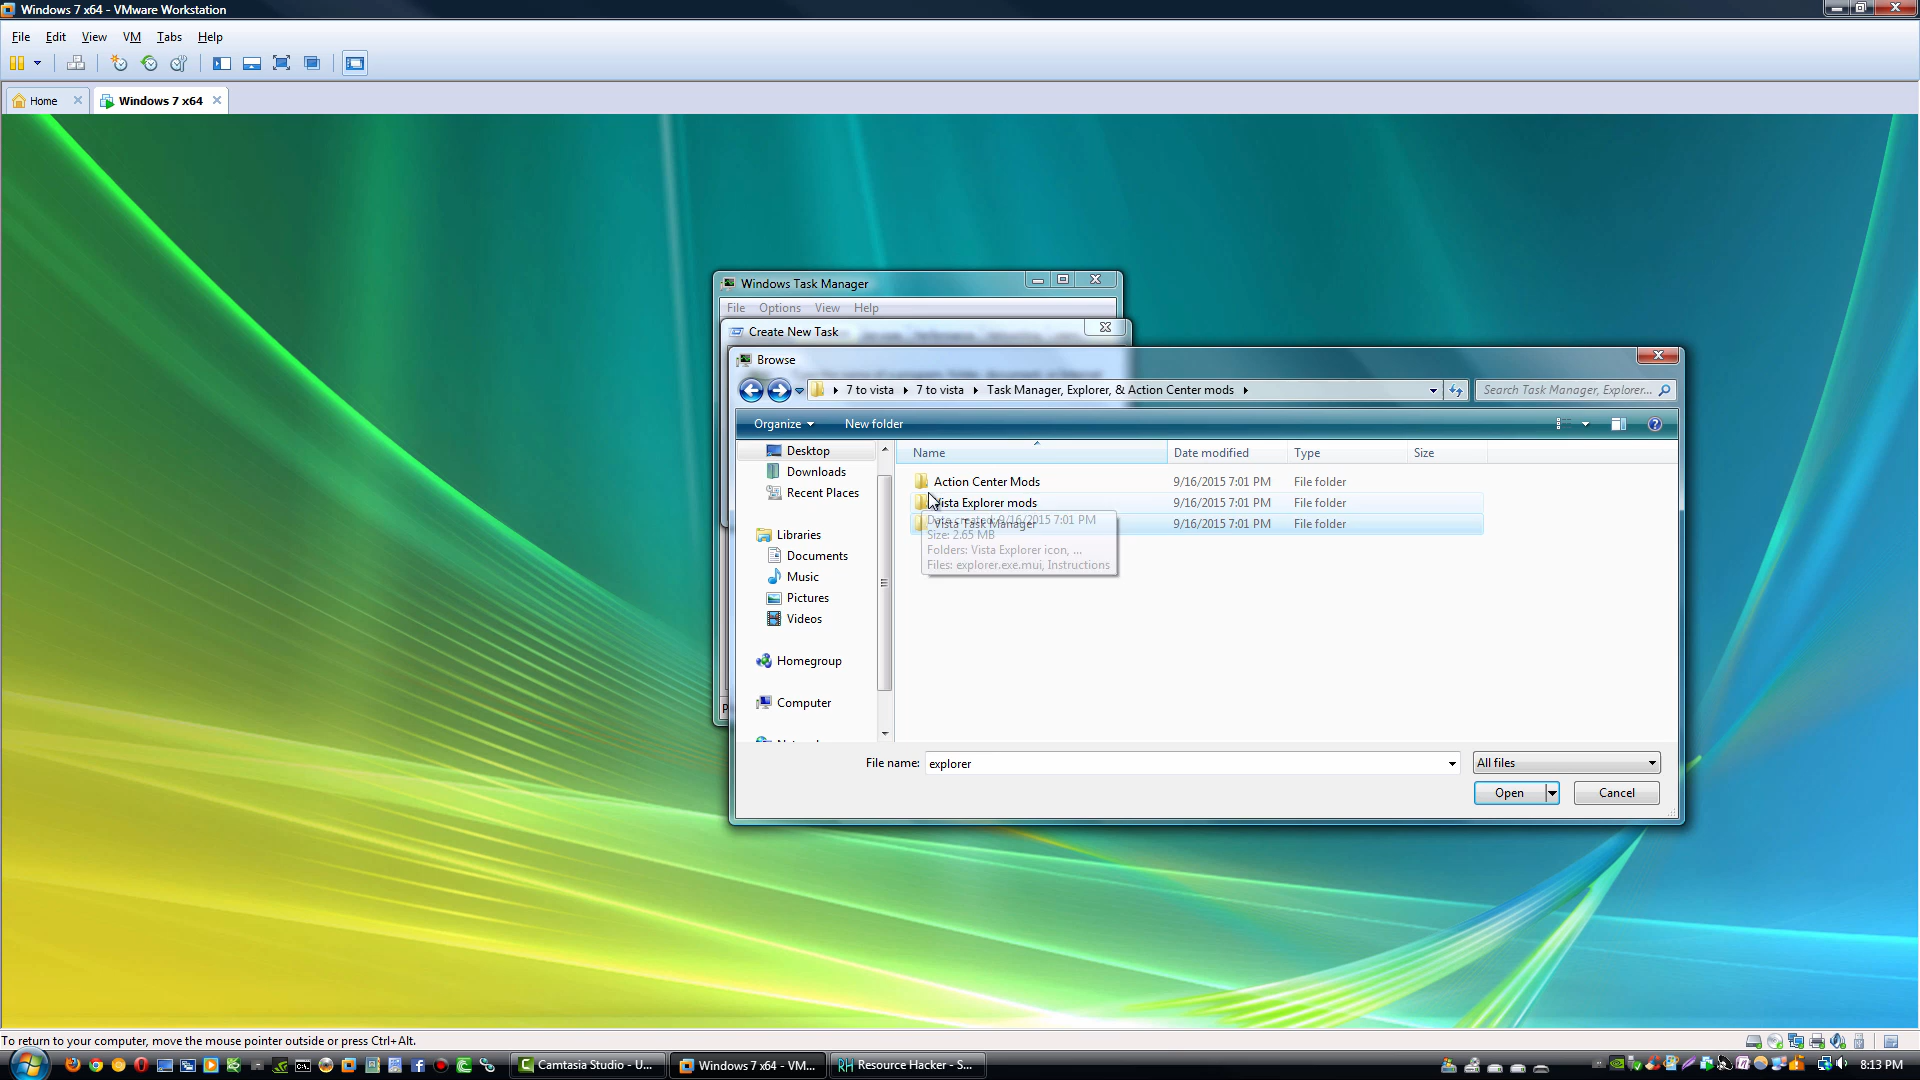 Windows 7 x64 - VMware Workstation
File Edit View VM Tabs Help
Home
Windows 7 x64
Windows Task Manager
File Options View Help
Create New Task
Browse
7 to vista 7 to vista Task Manager, Explorer, & Action Center mods
Search Task Manager, Explorer...
Organize New folder
Name Date modified Type Size
Desktop
Downloads
Recent Places
Libraries
Documents
Music
Pictures
Videos
Homegroup
Computer
Action Center Mods 9/16/2015 7:01 PM File folder
Vista Explorer mods 9/16/2015 7:01 PM File folder
Vista Task Manager 9/16/2015 7:01 PM File folder
Date created: 9/16/2015 7:01 PM
Size: 2.65 MB
Folders: Vista Explorer icon, ...
Files: explorer.exe.mui, Instructions
File name: explorer
All files
Open Cancel
To return to your computer, move the mouse pointer outside or press Ctrl+Alt.
Camtasia Studio - U...
Windows 7 x64 - VM...
Resource Hacker - S...
8:13 PM